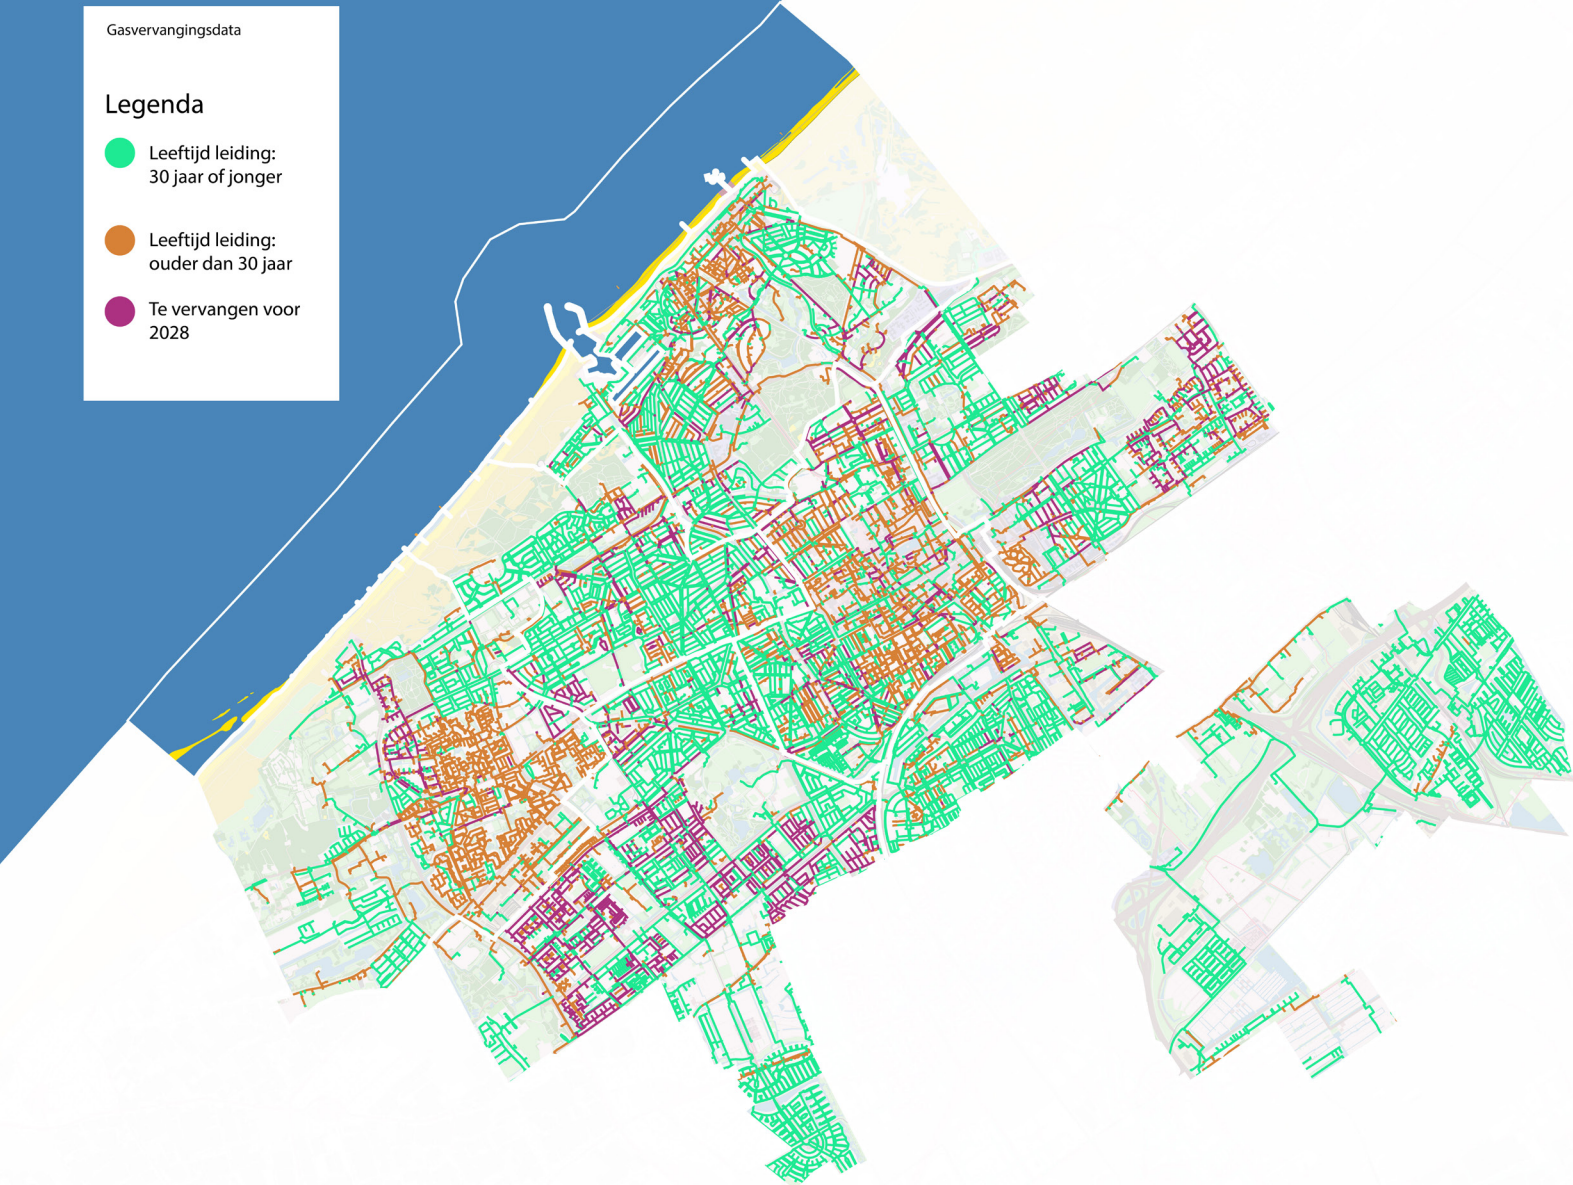 Gasvervangingsdata
Legenda
Leeftijd leiding:
30 jaar of jonger
Leeftijd leiding:
ouder dan 30 jaar
Te vervangen voor
2028